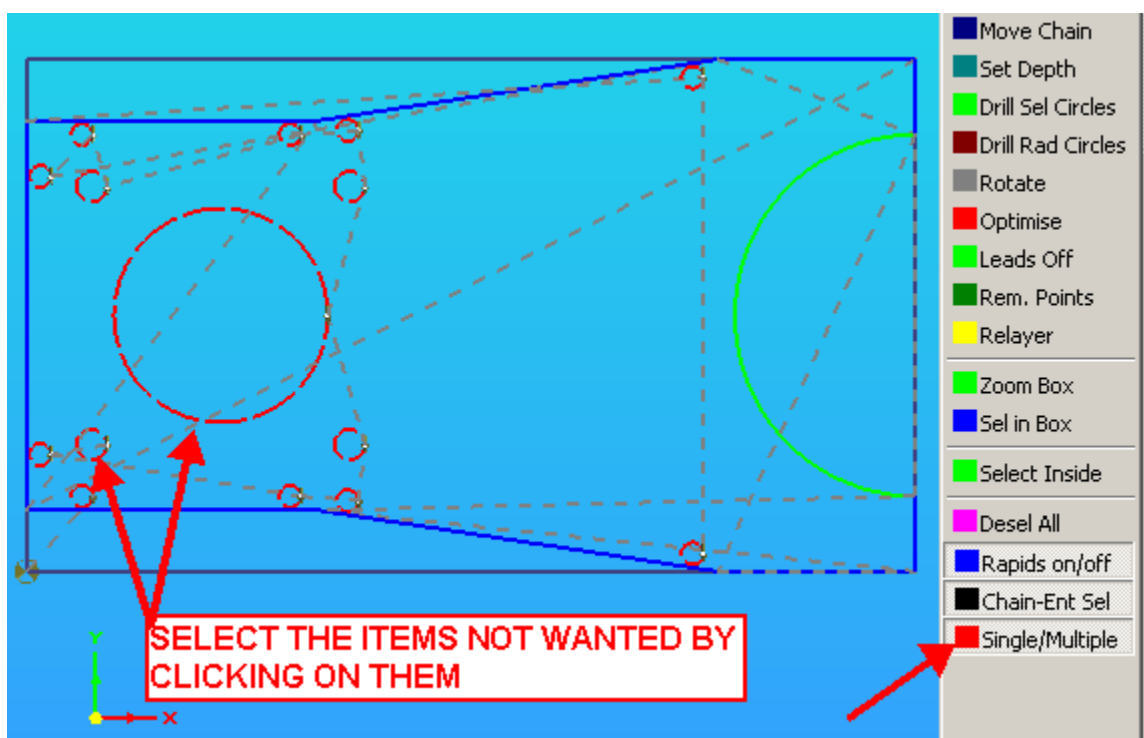 Move Chain
Set Depth
Drill Sel Circles
Drill Rad Circles
Rotate
Optimise
Leads Off
Rem. Points
Relayer
Zoom Box
Sel in Box
Select Inside
Desel All
Rapids on/off
Chain-Ent Sel
Single/Multiple
SELECT THE ITEMS NOT WANTED BY
CLICKING ON THEM
Y
X